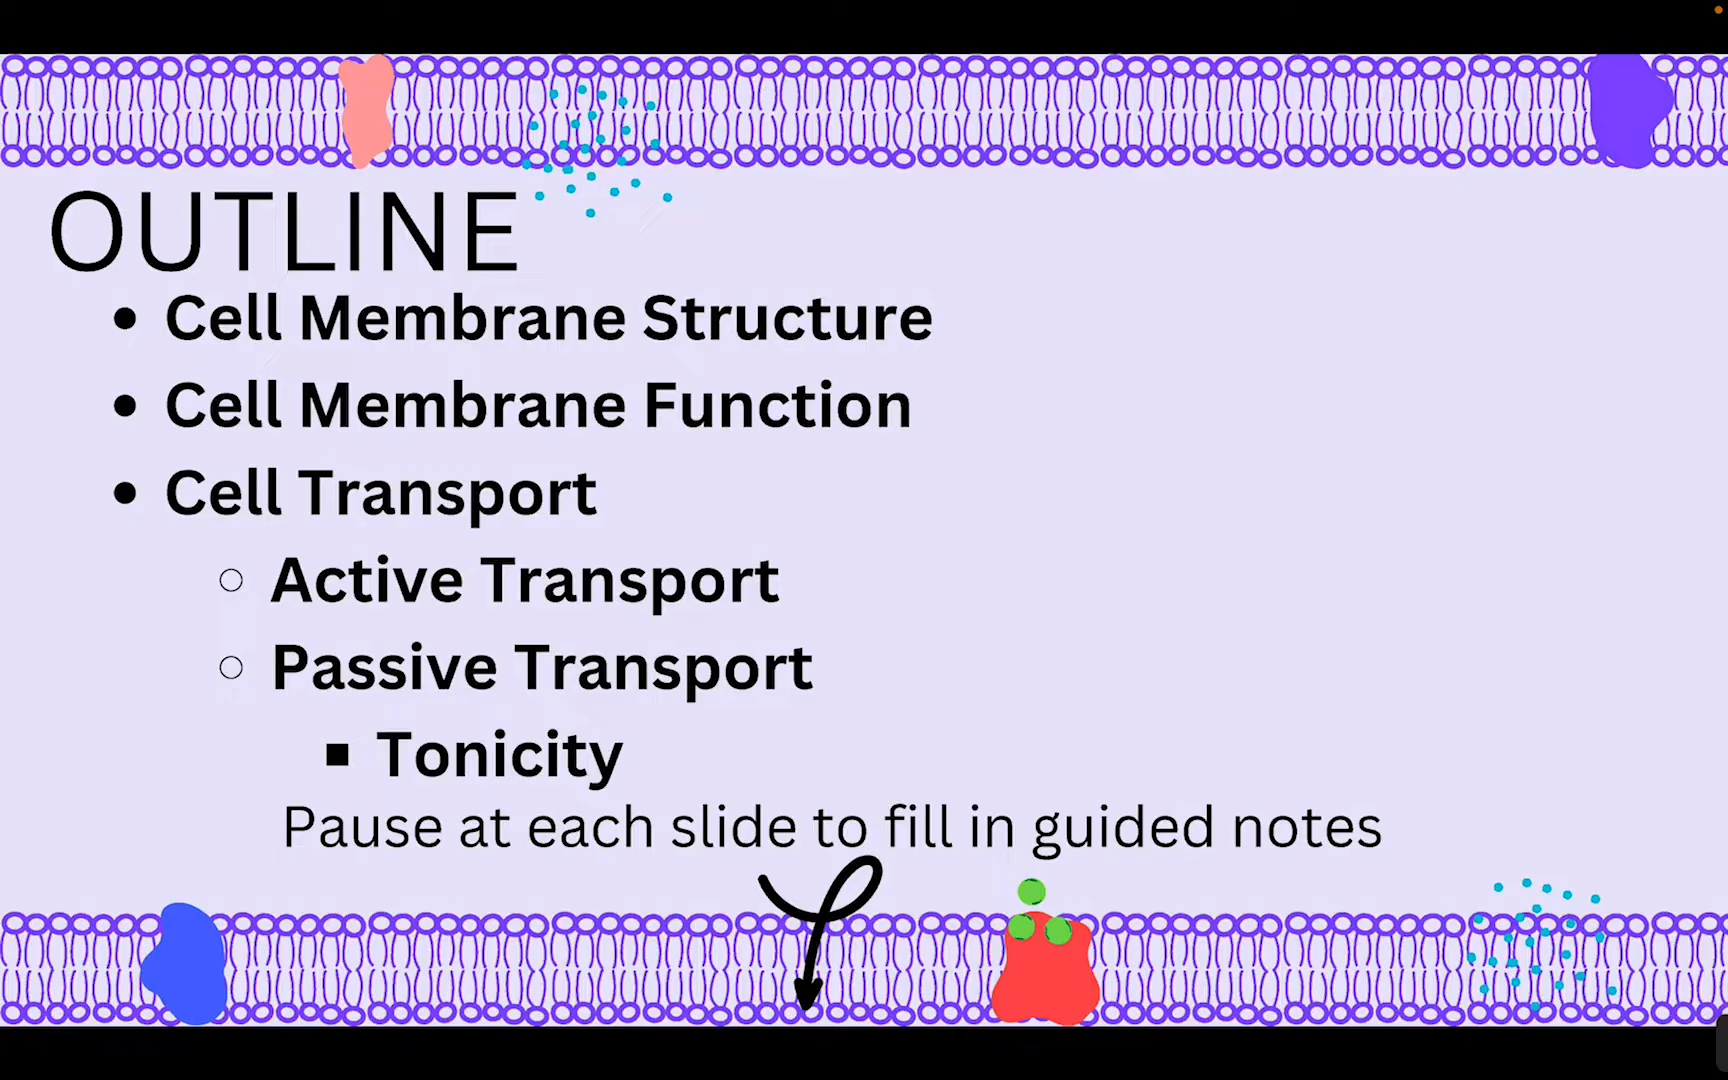 OUTLINE
Cell Membrane Structure
Cell Membrane Function
Cell Transport
Active Transport
Passive Transport
Tonicity
Pause at each slide to fill in guided notes